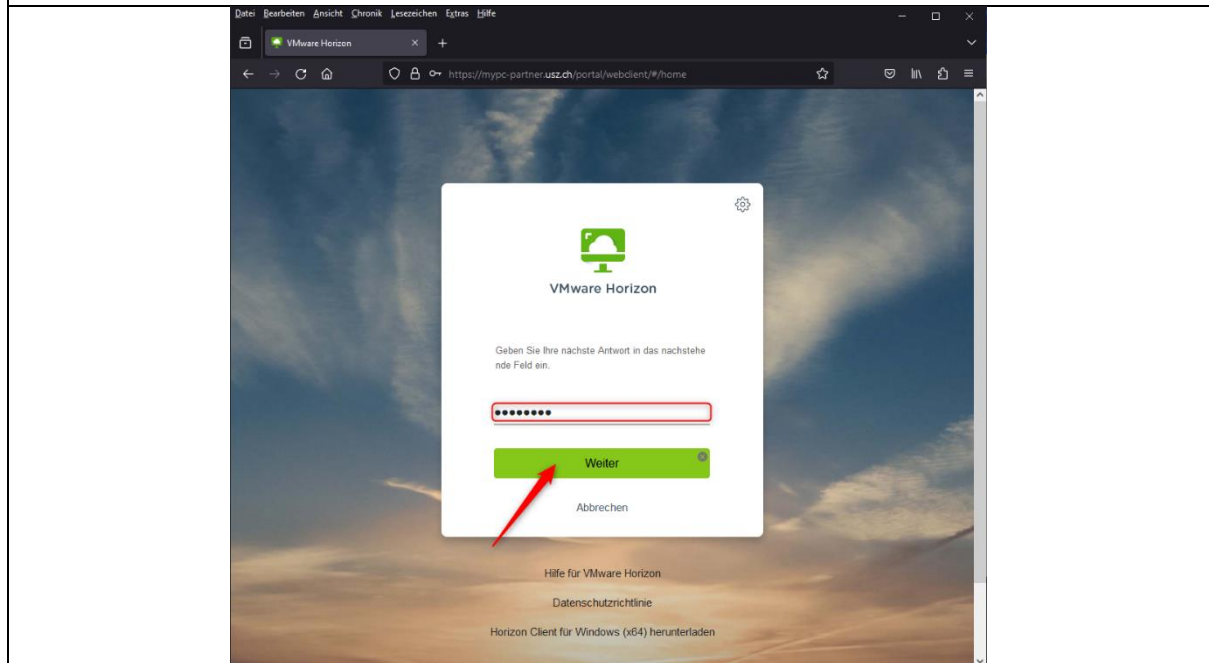 Datei Bearbeiten Ansicht Chronik Lesezeichen Extras Hilfe
VMware Horizon
https://mypc-partner.usz.ch/portal/webclient/#/home
VMware Horizon
Geben Sie Ihre nächste Antwort in das nachstehe
nde Feld ein.
Weiter
Abbrechen
Hilfe für VMware Horizon
Datenschutzrichtlinie
Horizon Client für Windows (x64) herunterladen